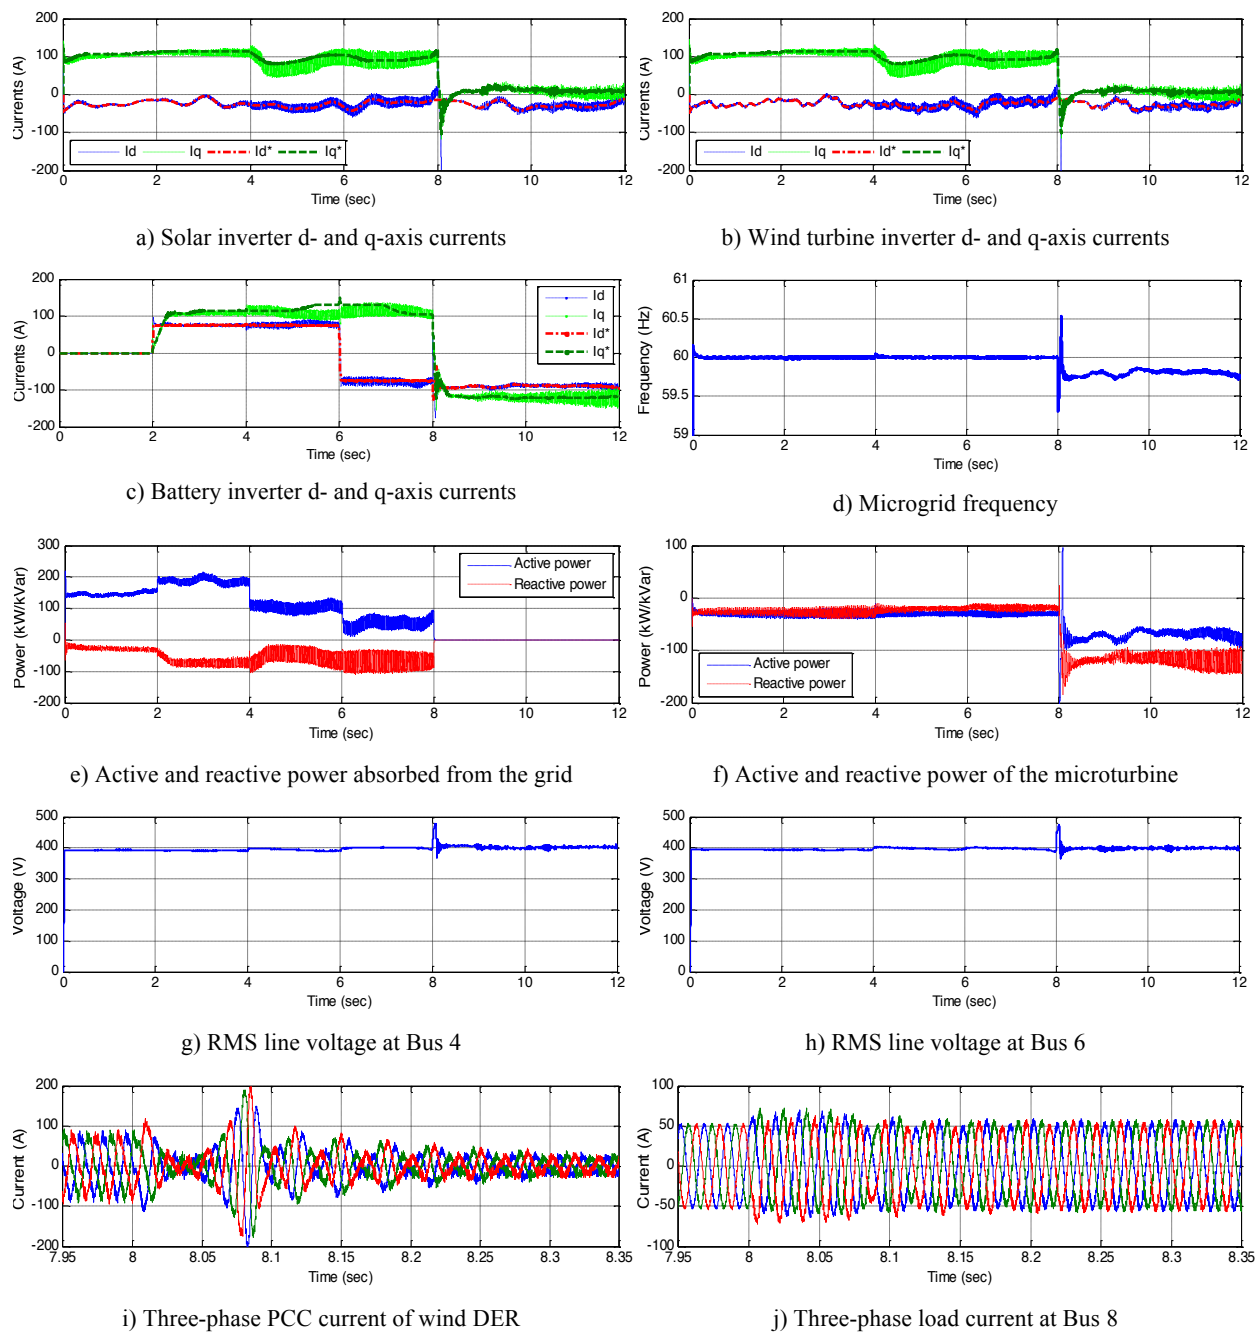 200
100
0
-100
-200
Currents (A)
Id
Iq
Id*
Iq*
0
2
4
6
8
10
12
Time (sec)
a) Solar inverter d- and q-axis currents
200
100
0
-100
-200
Currents (A)
Id
Iq
Id*
Iq*
0
2
4
6
8
10
12
Time (sec)
b) Wind turbine inverter d- and q-axis currents
200
100
0
-100
-200
Currents (A)
Id
Iq
Id*
Iq*
0
2
4
6
8
10
12
Time (sec)
c) Battery inverter d- and q-axis currents
61
60.5
60
59.5
59
Frequency (Hz)
0
2
4
6
8
10
12
Time (sec)
d) Microgrid frequency
300
200
100
0
-100
-200
Power (kW/kVar)
Active power
Reactive power
0
2
4
6
8
10
12
Time (sec)
e) Active and reactive power absorbed from the grid
100
0
-100
-200
Power (kW/kVar)
Active power
Reactive power
0
2
4
6
8
10
12
Time (sec)
f) Active and reactive power of the microturbine
500
400
300
200
100
0
Voltage (V)
0
2
4
6
8
10
12
Time (sec)
g) RMS line voltage at Bus 4
500
400
300
200
100
0
Voltage (V)
0
2
4
6
8
10
12
Time (sec)
h) RMS line voltage at Bus 6
200
100
0
-100
-200
Current (A)
7.95
8
8.05
8.1
8.15
8.2
8.25
8.3
8.35
Time (sec)
i) Three-phase PCC current of wind DER
100
50
0
-50
-100
Current (A)
7.95
8
8.05
8.1
8.15
8.2
8.25
8.3
8.35
Time (sec)
j) Three-phase load current at Bus 8